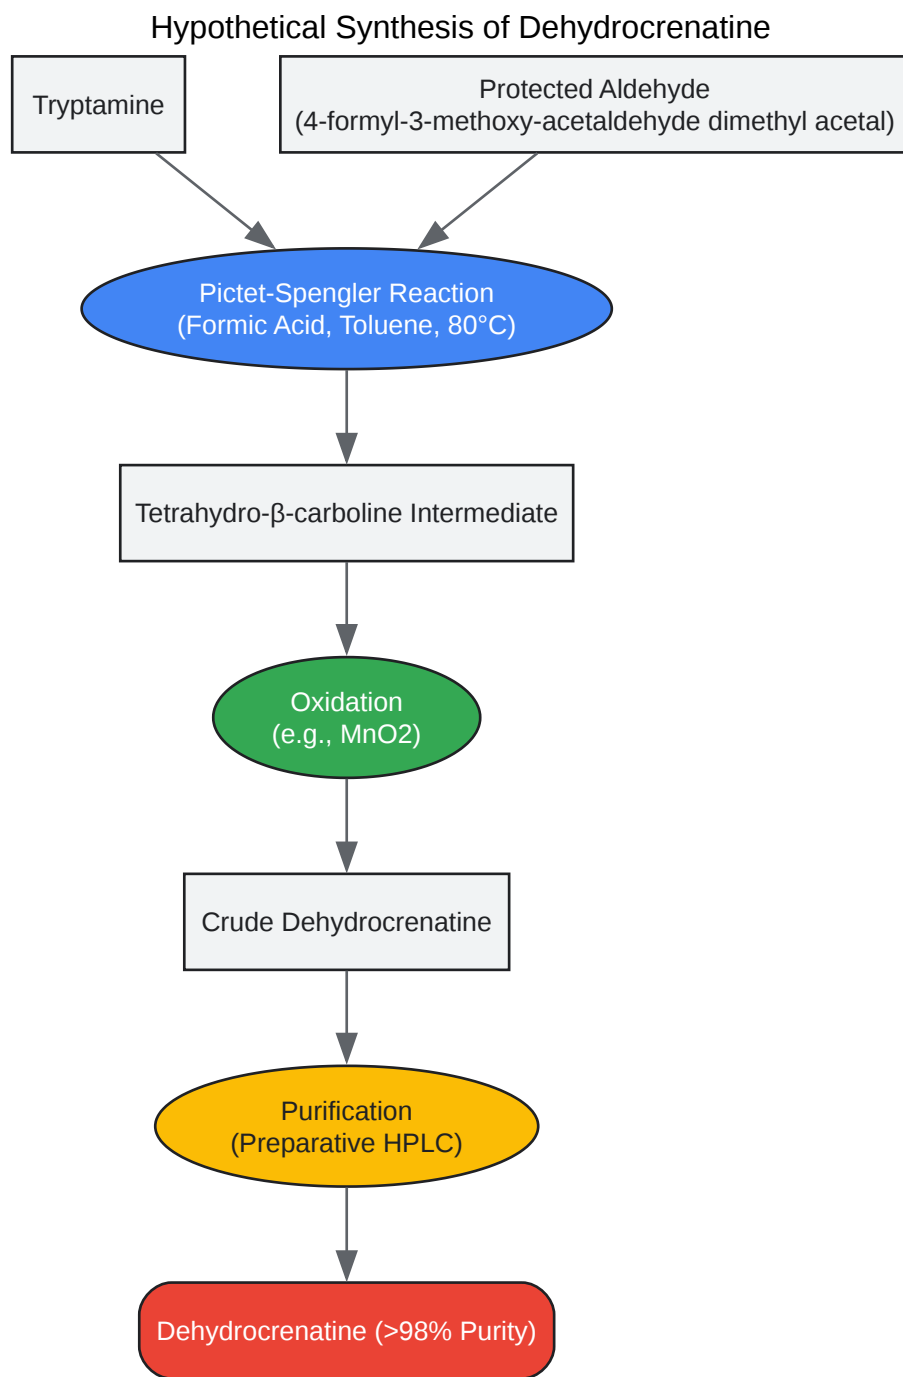 Hypothetical Synthesis of Dehydrocrenatine
Tryptamine
Protected Aldehyde
(4-formyl-3-methoxy-acetaldehyde dimethyl acetal)
Pictet-Spengler Reaction
(Formic Acid, Toluene, 80°C)
Tetrahydro-β-carboline Intermediate
Oxidation
(e.g., MnO2)
Crude Dehydrocrenatine
Purification
(Preparative HPLC)
Dehydrocrenatine (>98% Purity)